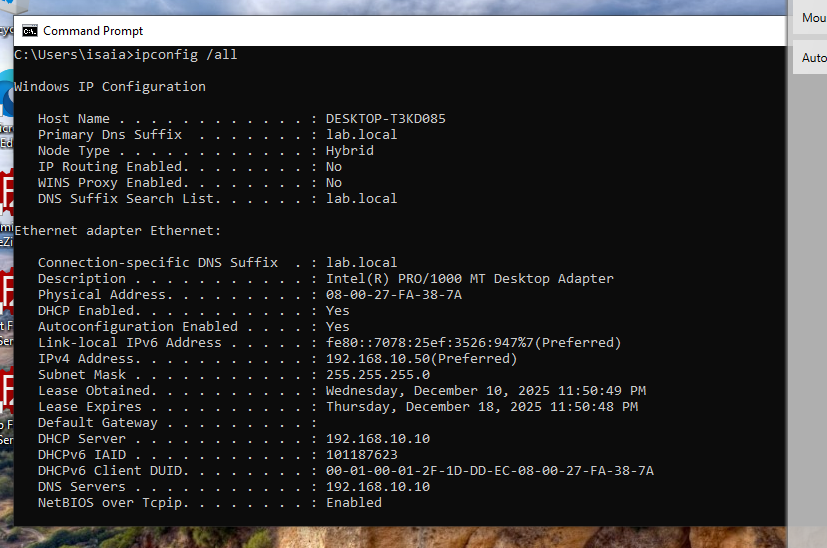 Command Prompt
Mou
Auto
C:\Users\isaia>ipconfig /all
Windows IP Configuration
Host Name . . . . . . . . . . . . : DESKTOP-T3KD085
Primary Dns Suffix  . . . . . . . : lab.local
Node Type . . . . . . . . . . . . : Hybrid
IP Routing Enabled. . . . . . . . : No
WINS Proxy Enabled. . . . . . . . : No
DNS Suffix Search List. . . . . . : lab.local
Ethernet adapter Ethernet:
Connection-specific DNS Suffix  . : lab.local
Description . . . . . . . . . . . : Intel(R) PRO/1000 MT Desktop Adapter
Physical Address. . . . . . . . . : 08-00-27-FA-38-7A
DHCP Enabled. . . . . . . . . . . : Yes
Autoconfiguration Enabled . . . . : Yes
Link-local IPv6 Address . . . . . : fe80::7078:25ef:3526:947%7(Preferred)
IPv4 Address. . . . . . . . . . . : 192.168.10.50(Preferred)
Subnet Mask . . . . . . . . . . . : 255.255.255.0
Lease Obtained. . . . . . . . . . : Wednesday, December 10, 2025 11:50:49 PM
Lease Expires . . . . . . . . . . : Thursday, December 18, 2025 11:50:48 PM
Default Gateway . . . . . . . . . :
DHCP Server . . . . . . . . . . . : 192.168.10.10
DHCPv6 IAID . . . . . . . . . . . : 101187623
DHCPv6 Client DUID. . . . . . . . : 00-01-00-01-2F-1D-DD-EC-08-00-27-FA-38-7A
DNS Servers . . . . . . . . . . . : 192.168.10.10
NetBIOS over Tcpip. . . . . . . . : Enabled